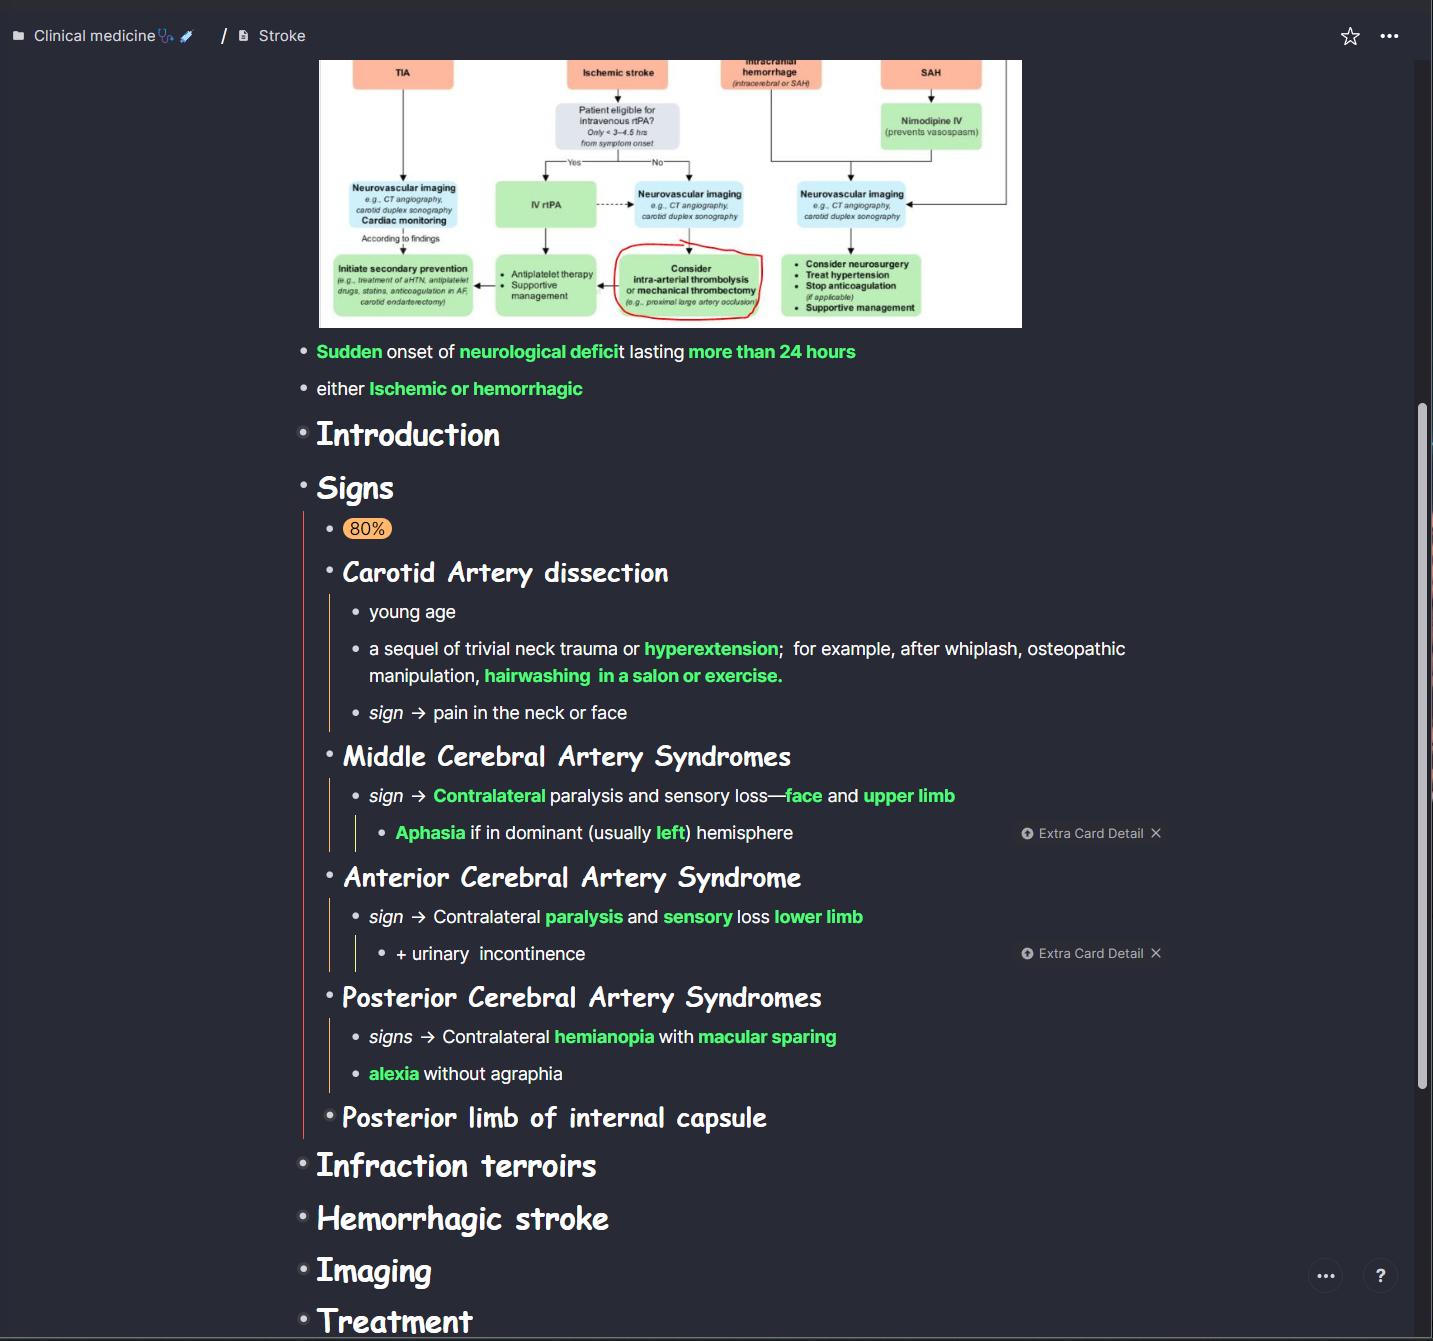 Clinical medicine🩺💉 / Stroke
TIA
Ischemic stroke
Intracranial
hemorrhage
(intracerebral or SAH)
SAH
Patient eligible for
intravenous rtPA?
Only < 3–4.5 hrs
from symptom onset
Nimodipine IV
(prevents vasospasm)
Yes
No
Neurovascular imaging
e.g., CT angiography,
carotid duplex sonography
Cardiac monitoring
IV rtPA
Neurovascular imaging
e.g., CT angiography,
carotid duplex sonography
Neurovascular imaging
e.g., CT angiography,
carotid duplex sonography
According to findings
Initiate secondary prevention
(e.g., treatment of aHTN, antiplatelet
drugs, statins, anticoagulation in AF,
carotid endarterectomy)
• Antiplatelet therapy
• Supportive
management
Consider
intra-arterial thrombolysis
or mechanical thrombectomy
(e.g., proximal large artery occlusion)
• Consider neurosurgery
• Treat hypertension
• Stop anticoagulation
(if applicable)
• Supportive management
• Sudden onset of neurological deficit lasting more than 24 hours
• either Ischemic or hemorrhagic
• Introduction
• Signs
• 80%
• Carotid Artery dissection
• young age
• a sequel of trivial neck trauma or hyperextension; for example, after whiplash, osteopathic
manipulation, hairwashing in a salon or exercise.
• sign → pain in the neck or face
• Middle Cerebral Artery Syndromes
• sign → Contralateral paralysis and sensory loss—face and upper limb
• Aphasia if in dominant (usually left) hemisphere
Extra Card Detail ×
• Anterior Cerebral Artery Syndrome
• sign → Contralateral paralysis and sensory loss lower limb
• + urinary incontinence
Extra Card Detail ×
• Posterior Cerebral Artery Syndromes
• signs → Contralateral hemianopia with macular sparing
• alexia without agraphia
• Posterior limb of internal capsule
• Infraction terroirs
• Hemorrhagic stroke
• Imaging
• Treatment
?